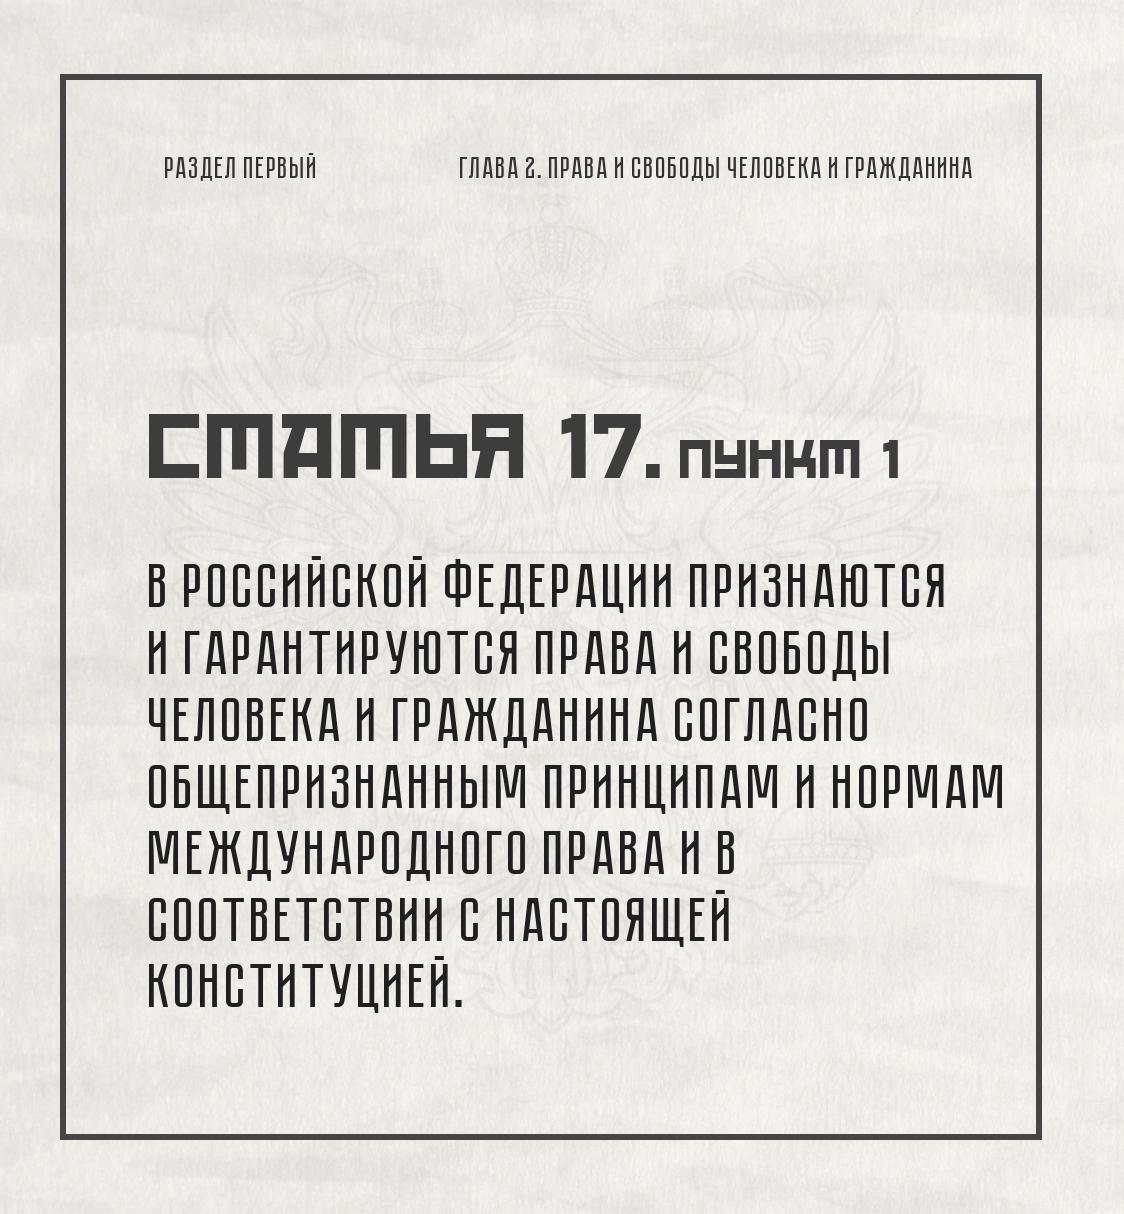 РАЗДЕЛ ПЕРВЫЙ
ГЛАВА 2. ПРАВА И СВОБОДЫ ЧЕЛОВЕКА И ГРАЖДАНИНА
СТАТЬЯ 17. ПУНКТ 1
В РОССИЙСКОЙ ФЕДЕРАЦИИ ПРИЗНАЮТСЯ
И ГАРАНТИРУЮТСЯ ПРАВА И СВОБОДЫ
ЧЕЛОВЕКА И ГРАЖДАНИНА СОГЛАСНО
ОБЩЕПРИЗНАННЫМ ПРИНЦИПАМ И НОРМАМ
МЕЖДУНАРОДНОГО ПРАВА И В
СООТВЕТСТВИИ С НАСТОЯЩЕЙ
КОНСТИТУЦИЕЙ.